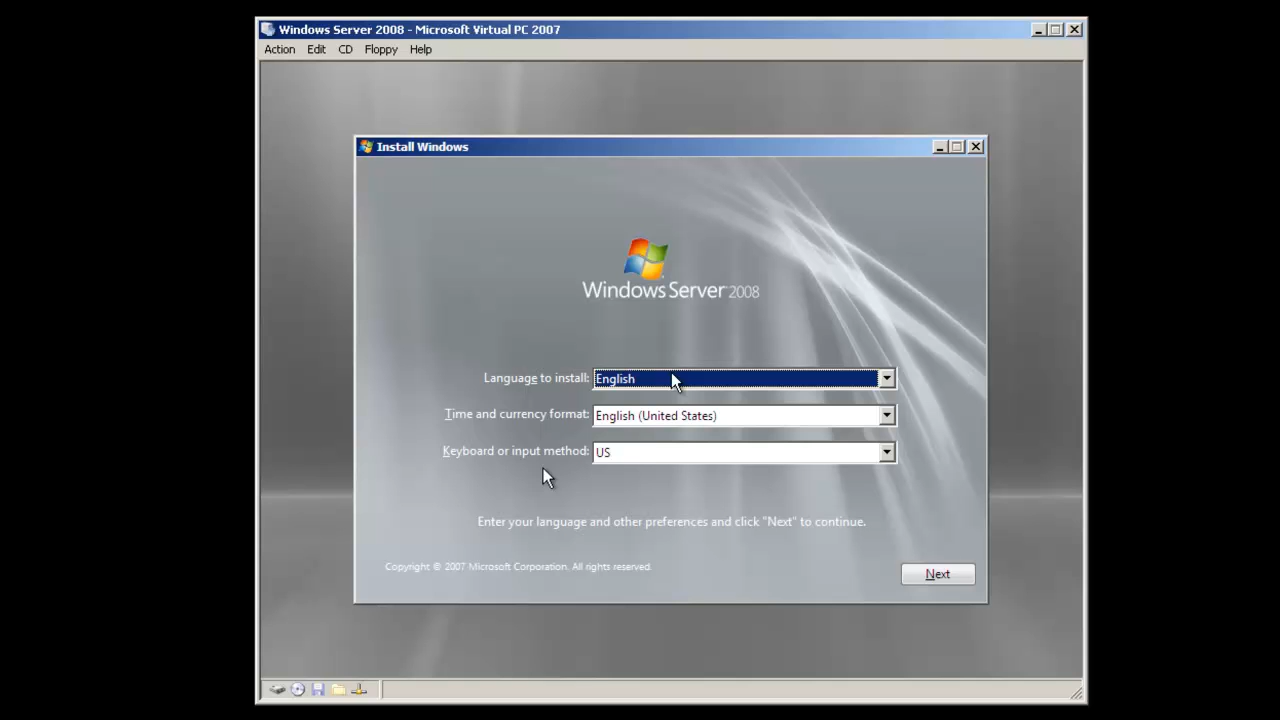 Windows Server 2008 - Microsoft Virtual PC 2007
Action Edit CD Floppy Help
Install Windows
Windows Server 2008
Language to install: English
Time and currency format: English (United States)
Keyboard or input method: US
Enter your language and other preferences and click "Next" to continue.
Copyright © 2007 Microsoft Corporation. All rights reserved.
Next